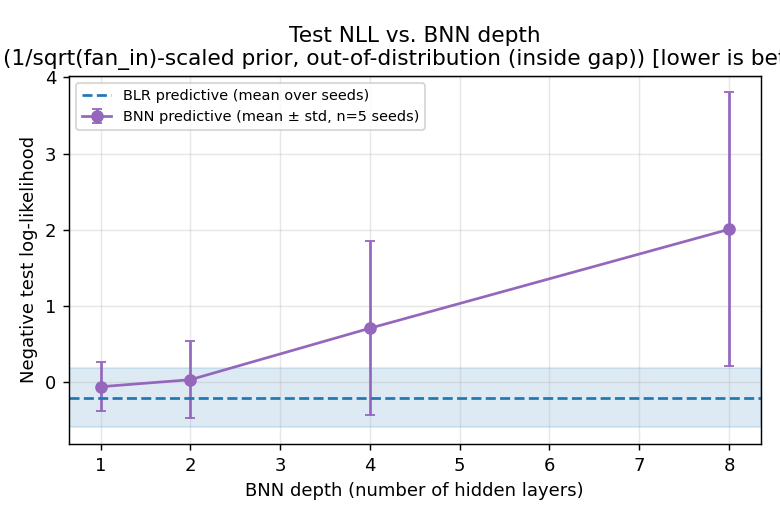 Test NLL vs. BNN depth
(1/sqrt(fan_in)-scaled prior, out-of-distribution (inside gap)) [lower is
BLR predictive (mean over seeds)
BNN predictive (mean ± std, n=5 seeds)
Negative test log-likelihood
4
3
2
1
0
1 2 3 4 5 6 7 8
BNN depth (number of hidden layers)